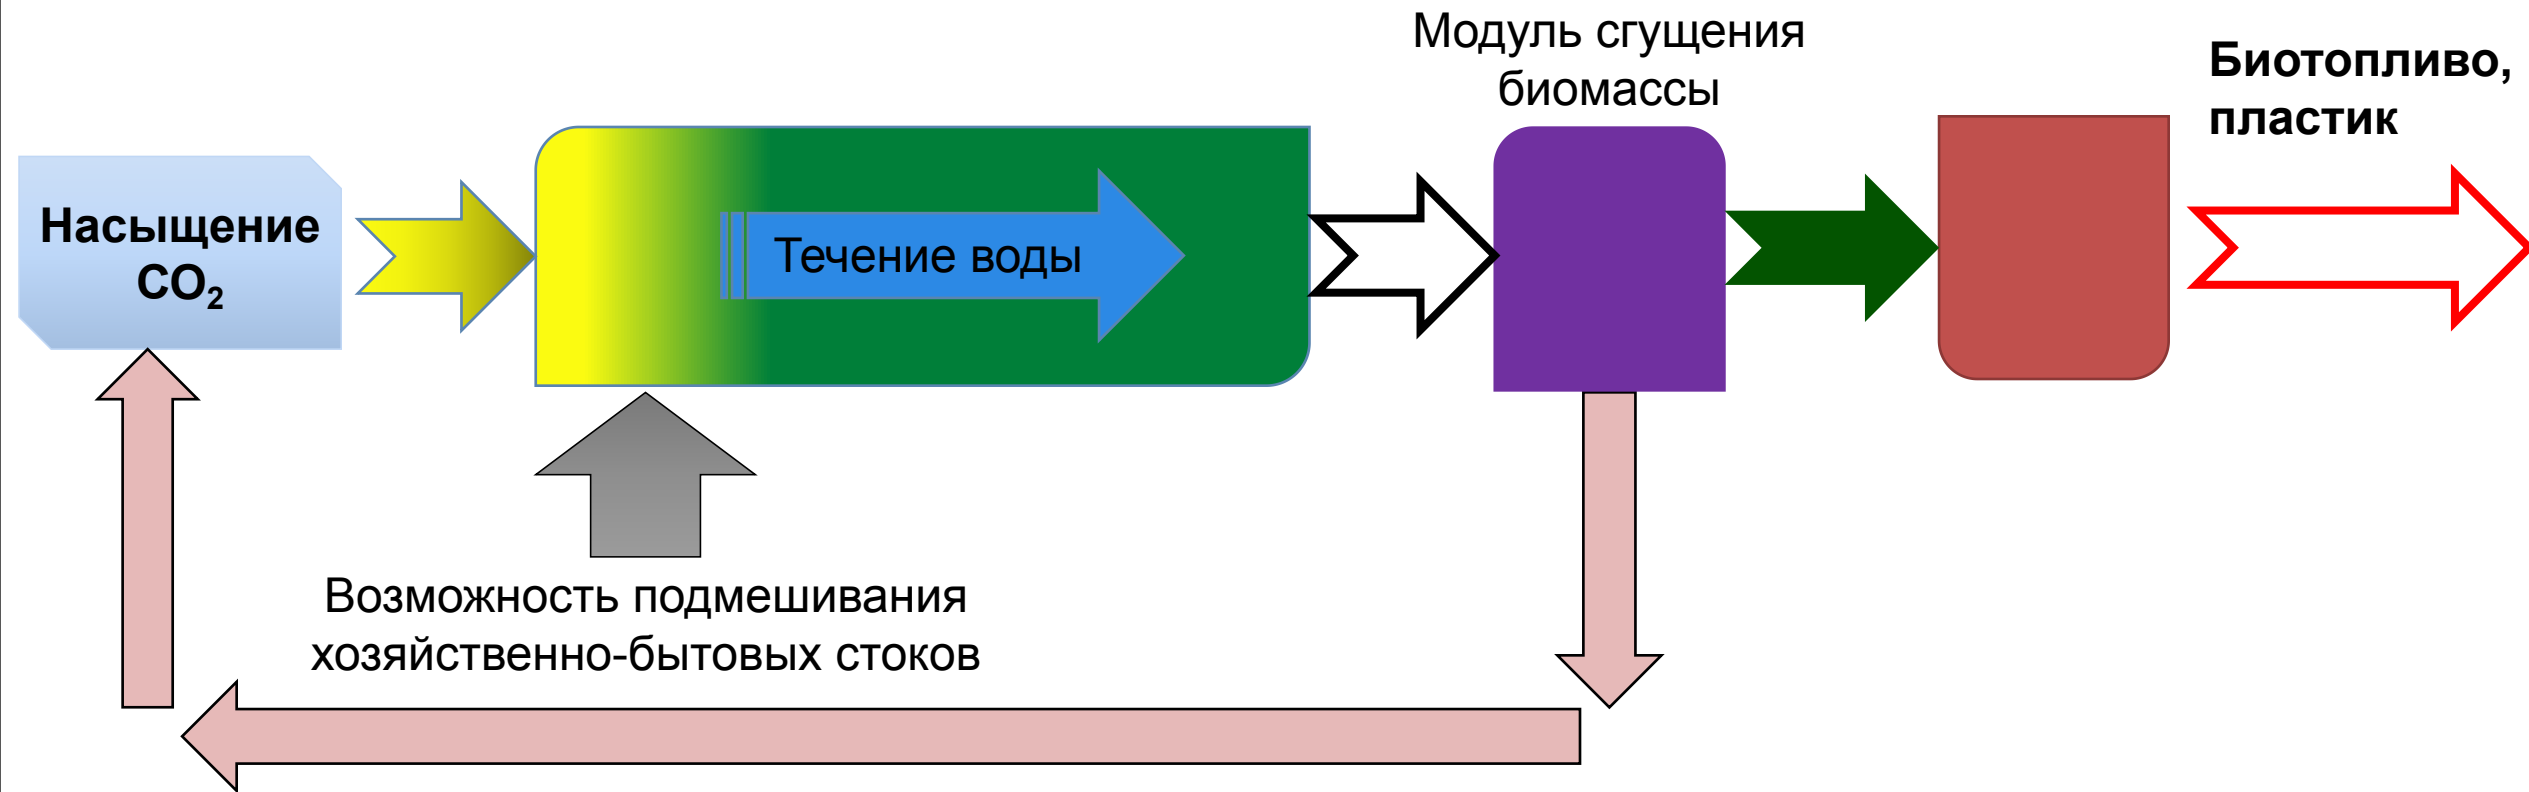 Модуль сгущения
биомассы
Биотопливо,
пластик
Насыщение
CO₂
Течение воды
Возможность подмешивания
хозяйственно-бытовых стоков